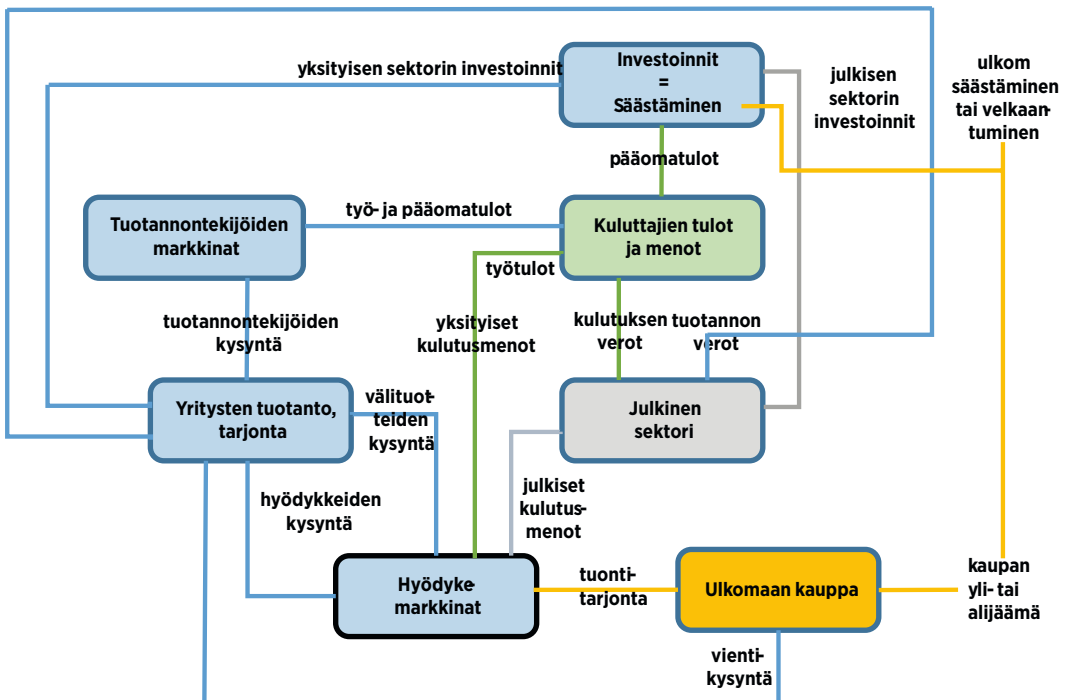 yksityisen sektorin investoinnit
Investoinnit
=
Säästäminen
julkisen
sektorin
investoinnit
ulkom
säästäminen
tai velkaan-
tuminen
pääomatulot
Tuotannontekijöiden
markkinat
työ- ja pääomatulot
Kuluttajien tulot
ja menot
työtulot
tuotannontekijöiden
kysyntä
yksityiset
kulutusmenot
kulutuksen
verot
tuotannon
verot
Yritysten tuotanto,
tarjonta
välituot-
teiden
kysyntä
Julkinen
sektori
hyödykkeiden
kysyntä
julkiset
kulutus-
menot
Hyödyke-
markkinat
tuonti-
tarjonta
Ulkomaan kauppa
kaupan
yli- tai
alijäämä
vienti-
kysyntä